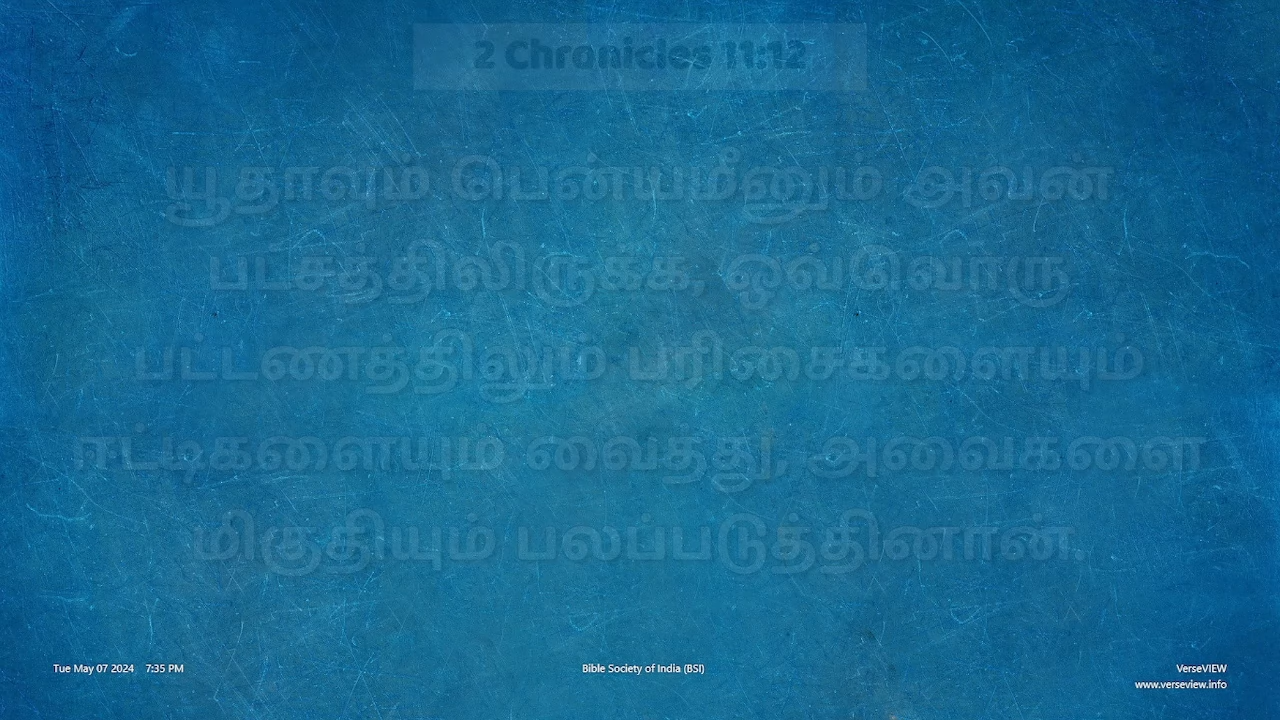 2 Chronicles 11:12
யூதாவும் பென்யமீனும் அவன்
பட்சத்திலிருக்க, ஒவ்வொரு
பட்டணத்திலும் பரிசைகளையும்
ஈட்டிகளையும் வைத்து, அவைகளை
மிகுதியும் பலப்படுத்தினான்.
Tue May 07 2024 7:35 PM
Bible Society of India (BSI)
VerseVIEW
www.verseview.info